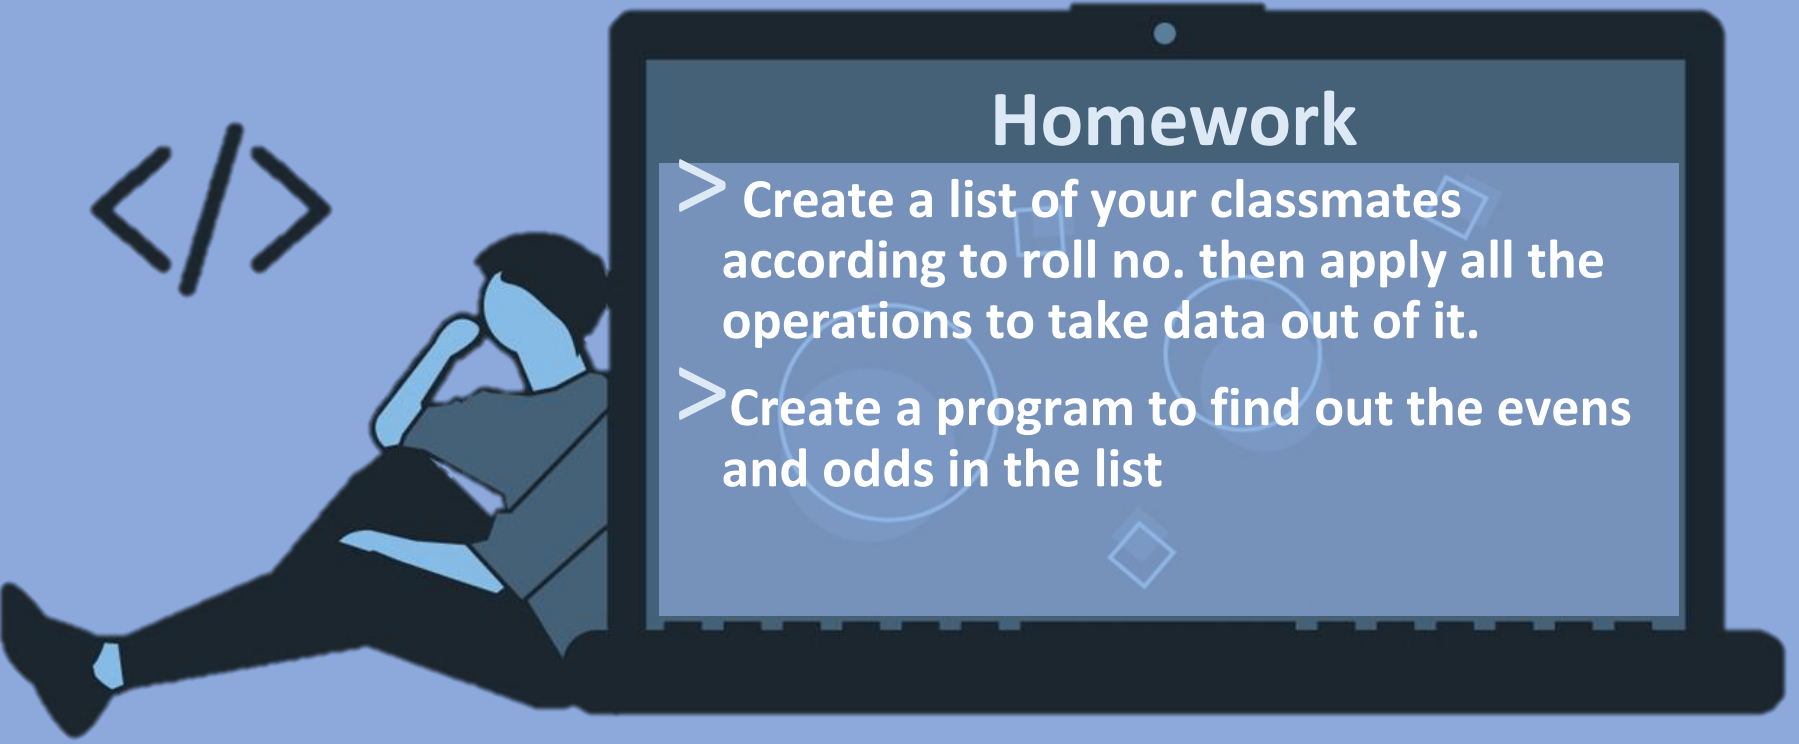 </>
Homework
> Create a list of your classmates
according to roll no. then apply all the
operations to take data out of it.
>Create a program to find out the evens
and odds in the list